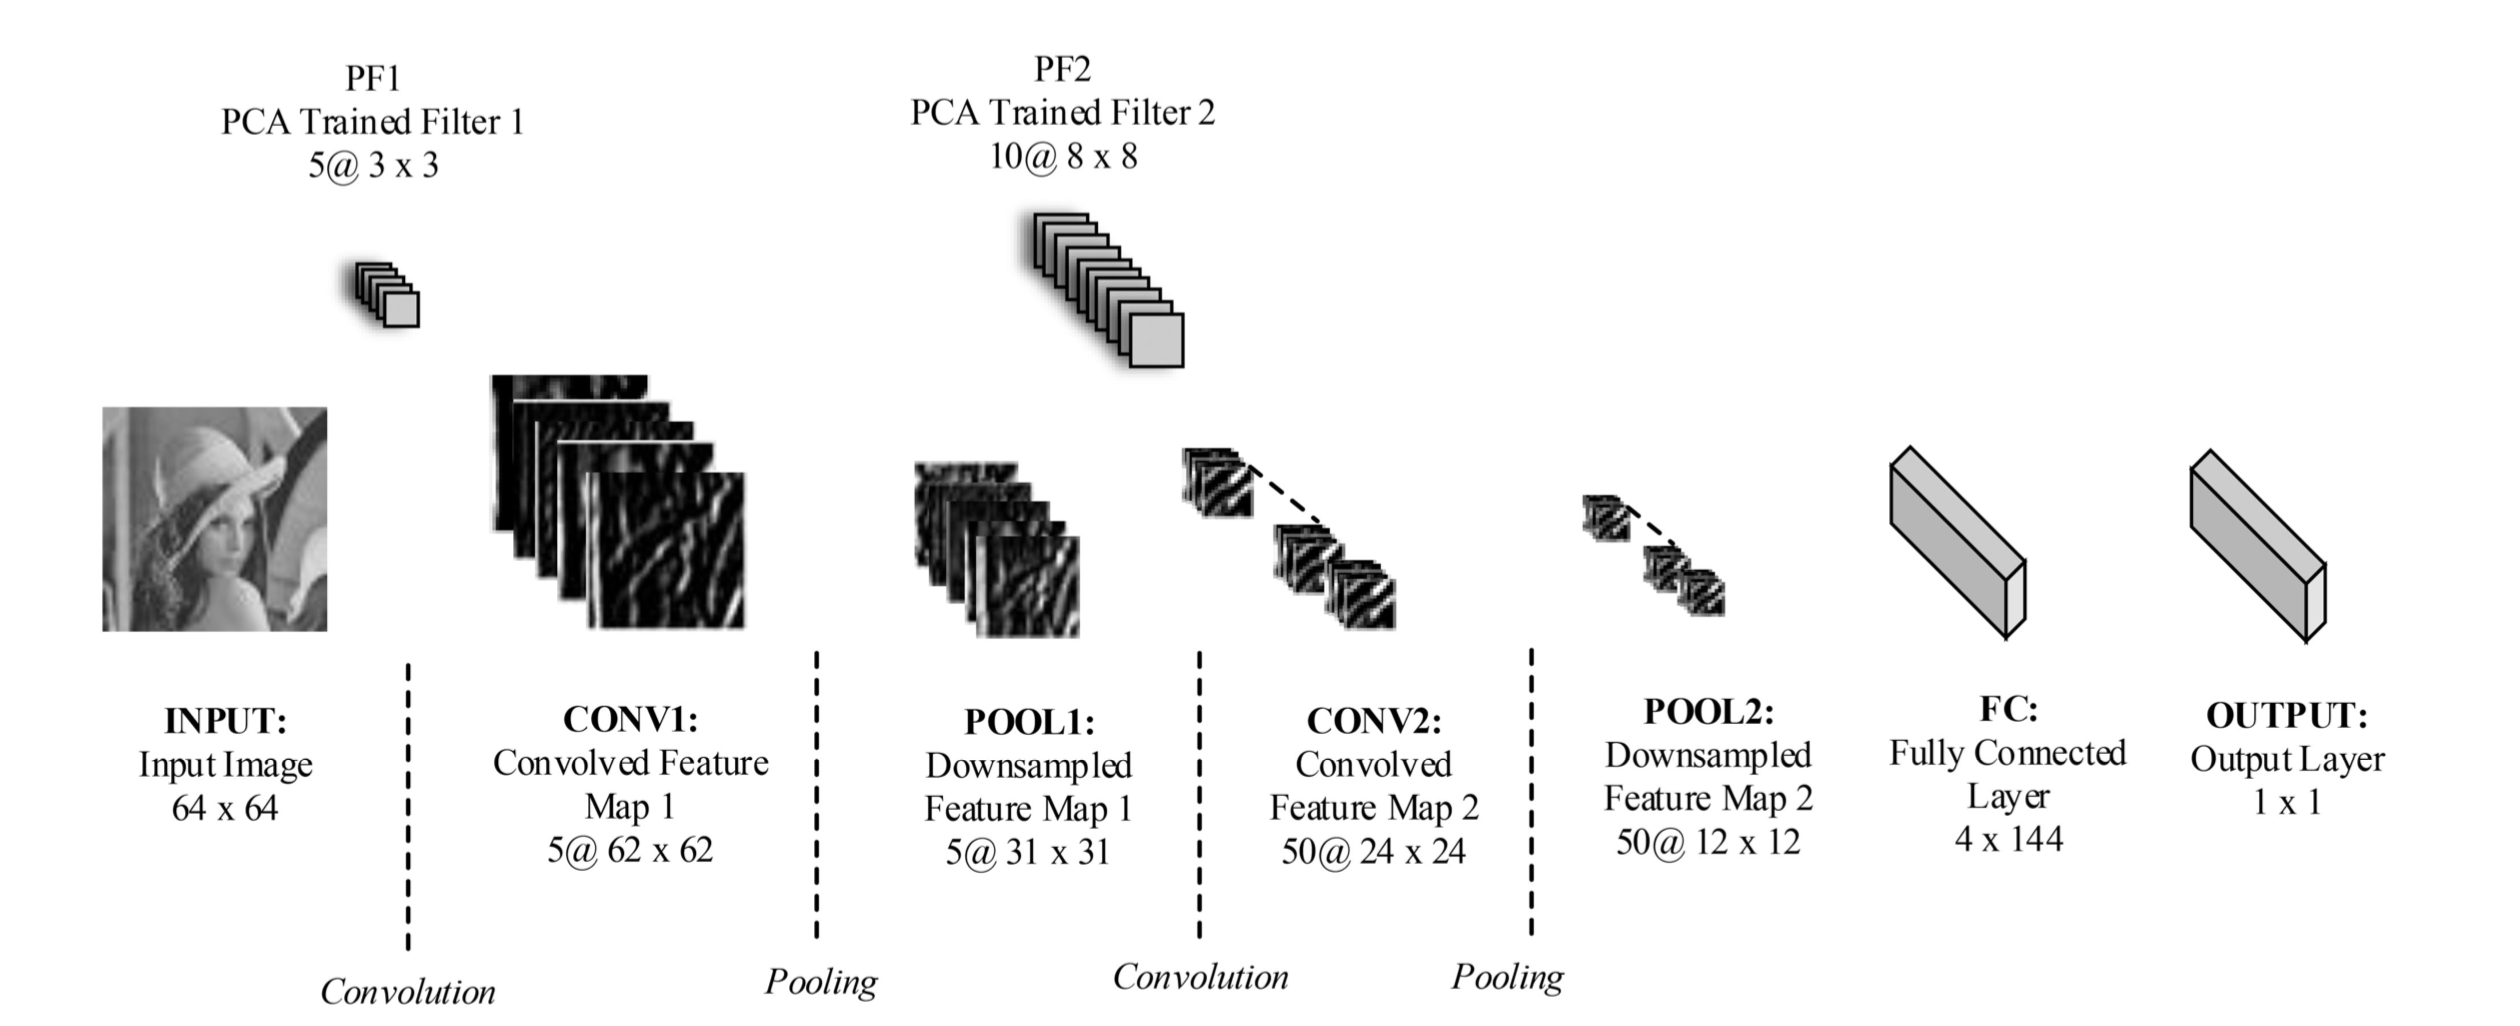 PF1
PCA Trained Filter 1
5@ 3 x 3
PF2
PCA Trained Filter 2
10@ 8 x 8
INPUT:
Input Image
64 x 64
CONV1:
Convolved Feature
Map 1
5@ 62 x 62
POOL1:
Downsampled
Feature Map 1
5@ 31 x 31
CONV2:
Convolved
Feature Map 2
50@ 24 x 24
POOL2:
Downsampled
Feature Map 2
50@ 12 x 12
FC:
Fully Connected
Layer
4 x 144
OUTPUT:
Output Layer
1 x 1
Convolution
Pooling
Convolution
Pooling